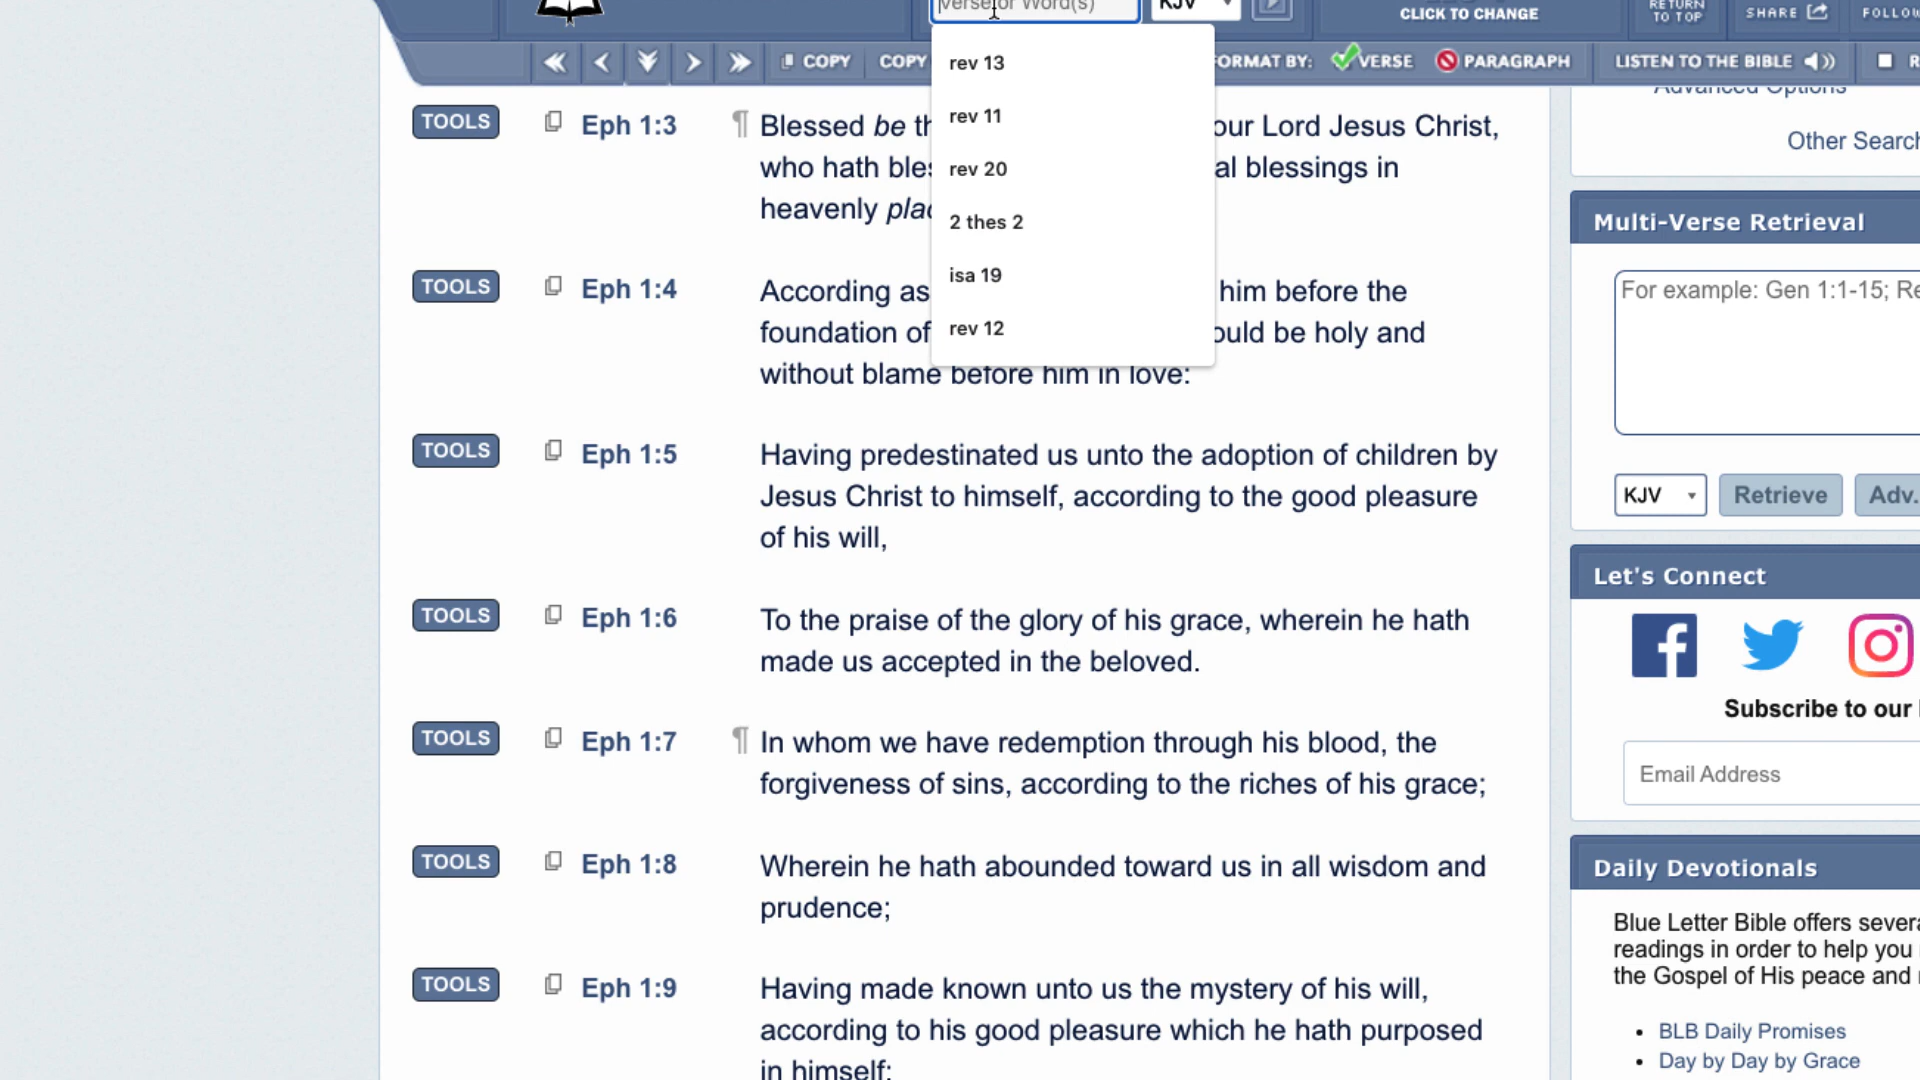 Verse or Word(s)
KJV
CLICK TO CHANGE
RETURN
TO TOP
SHARE
FOLLOW
COPY
COPY
FORMAT BY:
VERSE
PARAGRAPH
LISTEN TO THE BIBLE
R
rev 13
rev 11
rev 20
2 thes 2
isa 19
rev 12
TOOLS
Eph 1:3
¶ Blessed be th our Lord Jesus Christ,
who hath bles al blessings in
heavenly plac
TOOLS
Eph 1:4
According as him before the
foundation of ould be holy and
without blame before him in love:
TOOLS
Eph 1:5
Having predestinated us unto the adoption of children by
Jesus Christ to himself, according to the good pleasure
of his will,
TOOLS
Eph 1:6
To the praise of the glory of his grace, wherein he hath
made us accepted in the beloved.
TOOLS
Eph 1:7
¶ In whom we have redemption through his blood, the
forgiveness of sins, according to the riches of his grace;
TOOLS
Eph 1:8
Wherein he hath abounded toward us in all wisdom and
prudence;
TOOLS
Eph 1:9
Having made known unto us the mystery of his will,
according to his good pleasure which he hath purposed
in himself:
Advanced Options
Other Search
Multi-Verse Retrieval
For example: Gen 1:1-15; Re
KJV
Retrieve
Adv.
Let's Connect
Subscribe to our
Email Address
Daily Devotionals
Blue Letter Bible offers severa
readings in order to help you
the Gospel of His peace and
• BLB Daily Promises
• Day by Day by Grace